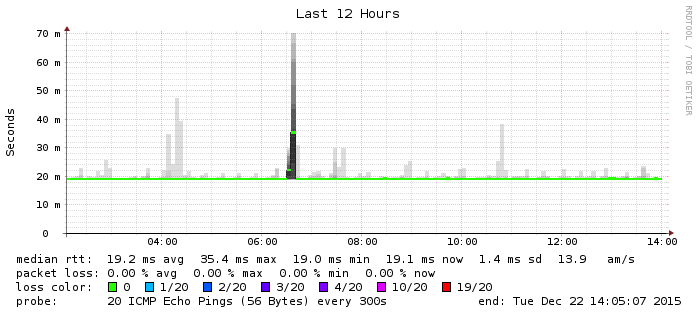 Last 12 Hours
RRDTOOL / TOBI OETIKER
Seconds
70 m
60 m
50 m
40 m
30 m
20 m
10 m
0
04:00 06:00 08:00 10:00 12:00 14:00
median rtt: 19.2 ms avg 35.4 ms max 19.0 ms min 19.1 ms now 1.4 ms sd 13.9 am/s
packet loss: 0.00 % avg 0.00 % max 0.00 % min 0.00 % now
loss color: 0 1/20 2/20 3/20 4/20 10/20 19/20
probe: 20 ICMP Echo Pings (56 Bytes) every 300s end: Tue Dec 22 14:05:07 2015